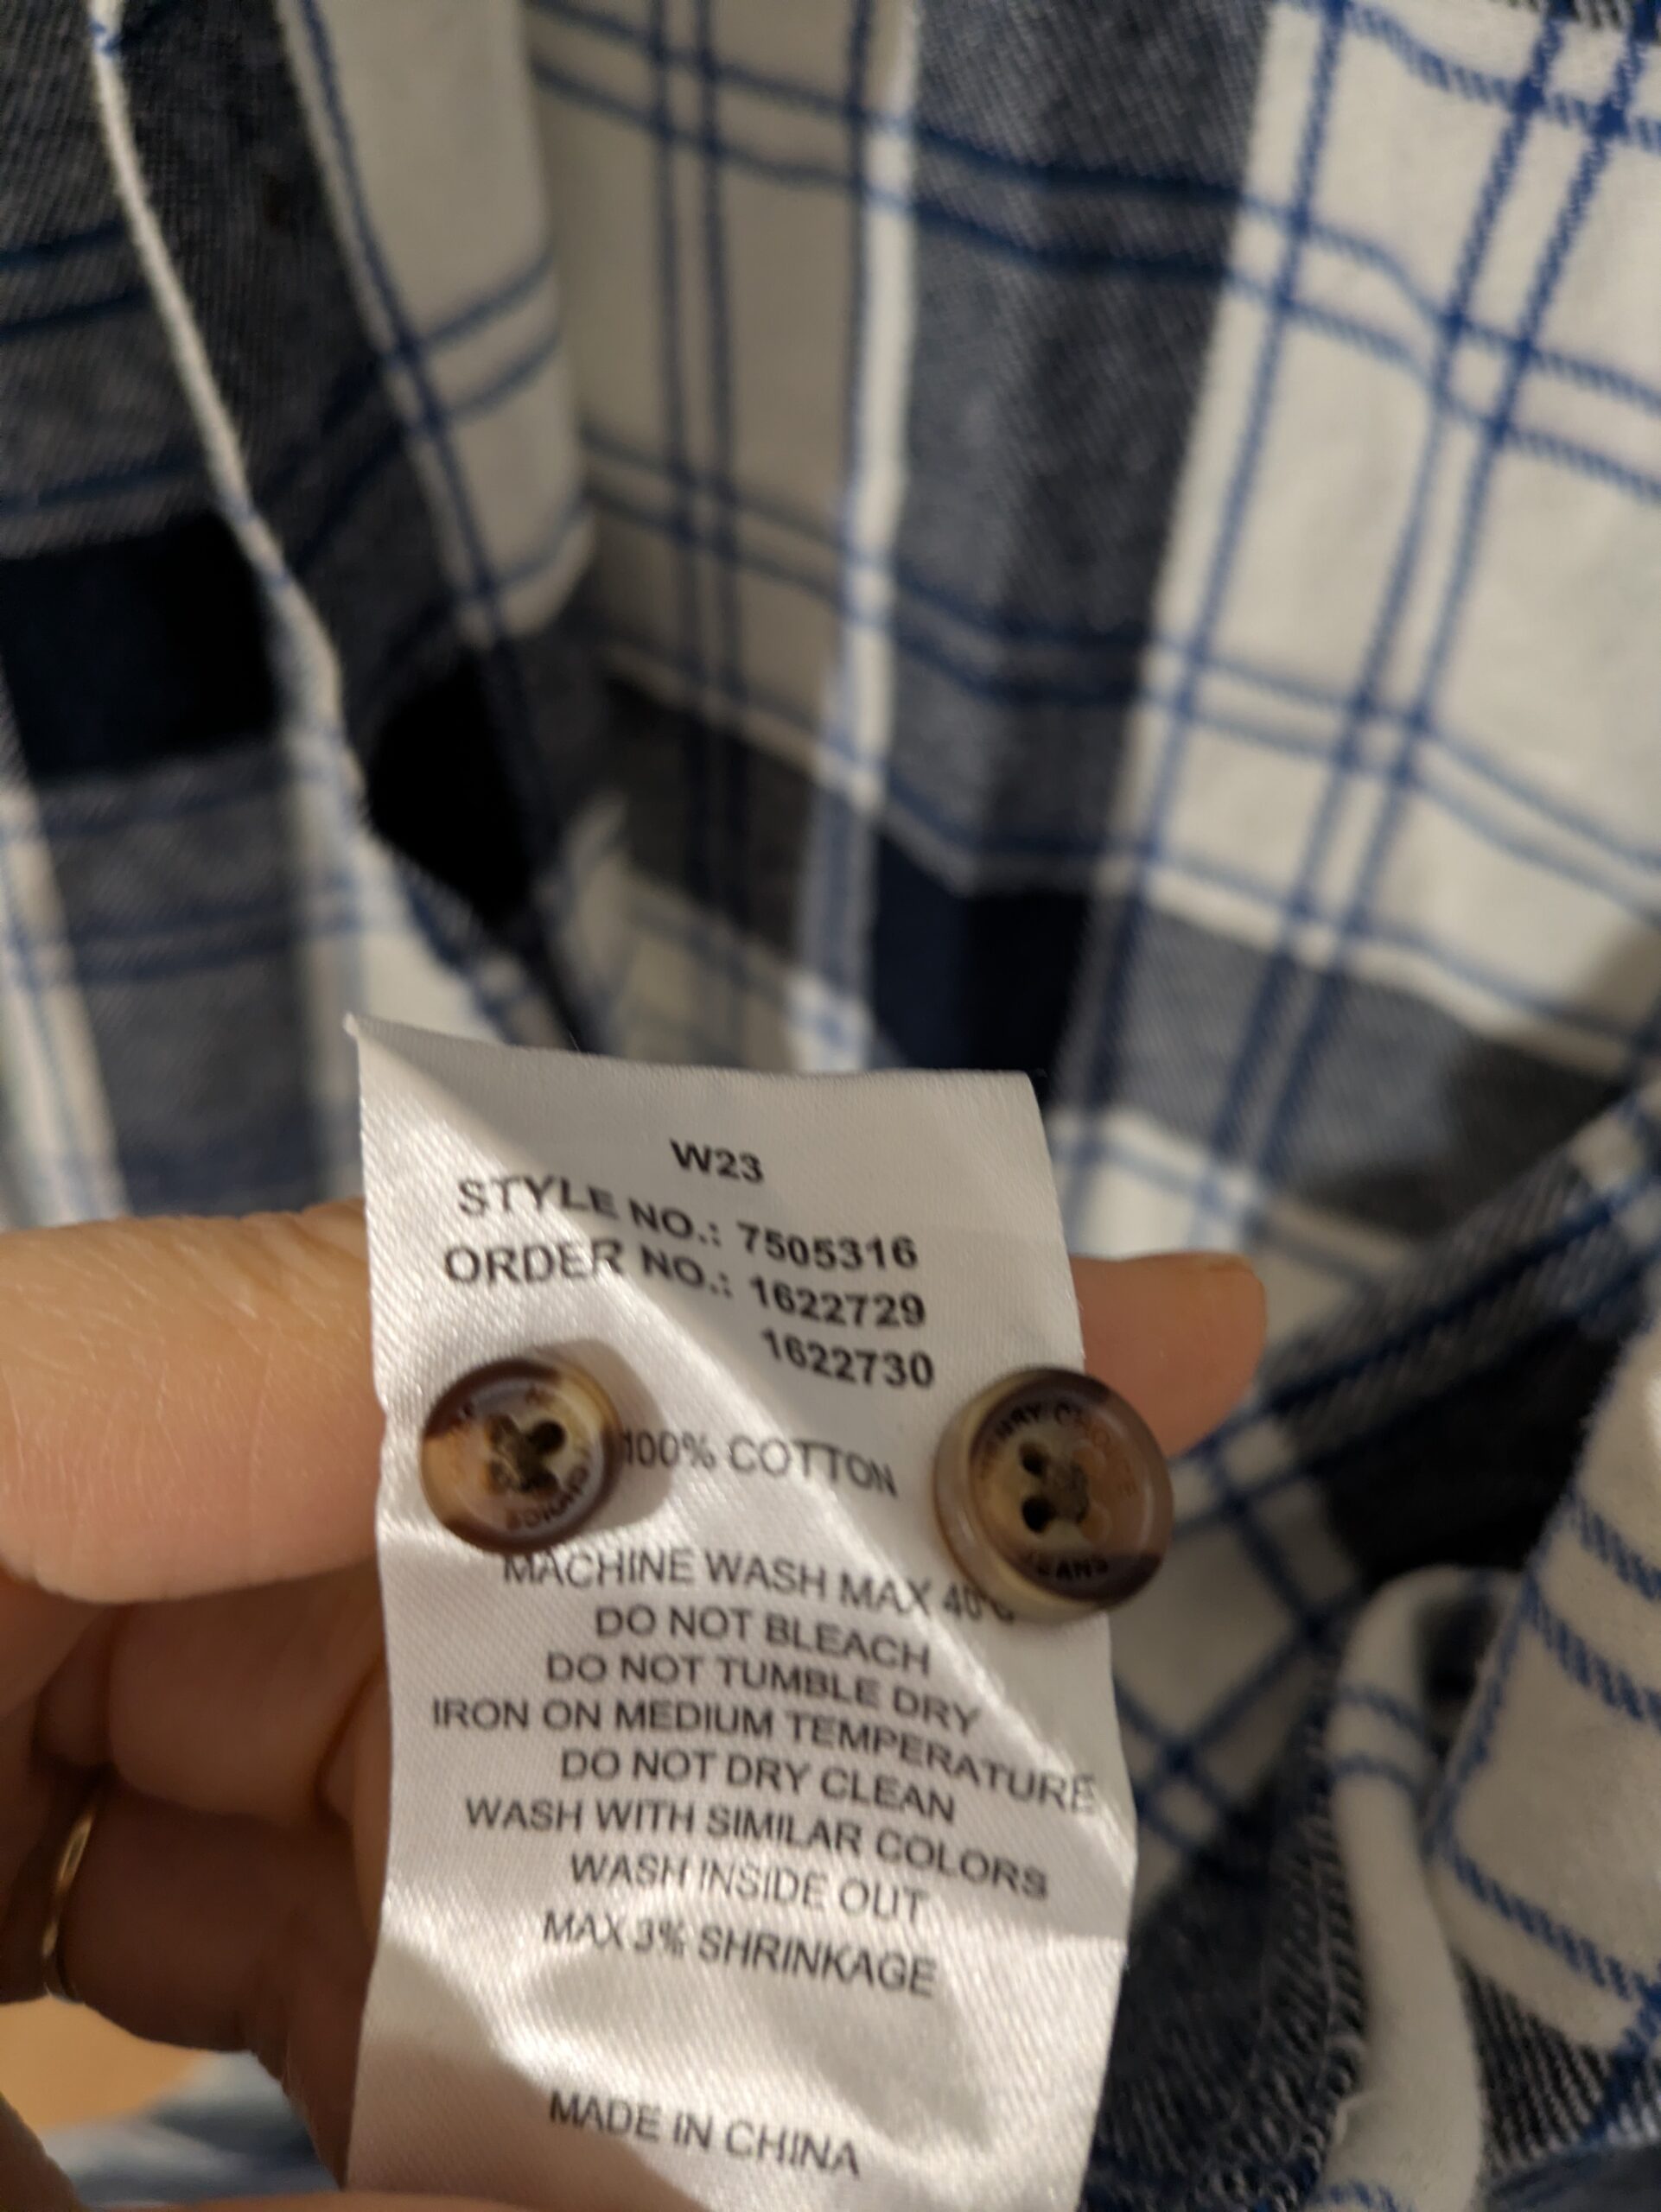 W23
STYLE NO.: 7505316
ORDER NO.: 1622729
1622730
100% COTTON
MACHINE WASH MAX 40°C
DO NOT BLEACH
DO NOT TUMBLE DRY
IRON ON MEDIUM TEMPERATURE
DO NOT DRY CLEAN
WASH WITH SIMILAR COLORS
WASH INSIDE OUT
MAX 3% SHRINKAGE
MADE IN CHINA
JEANS